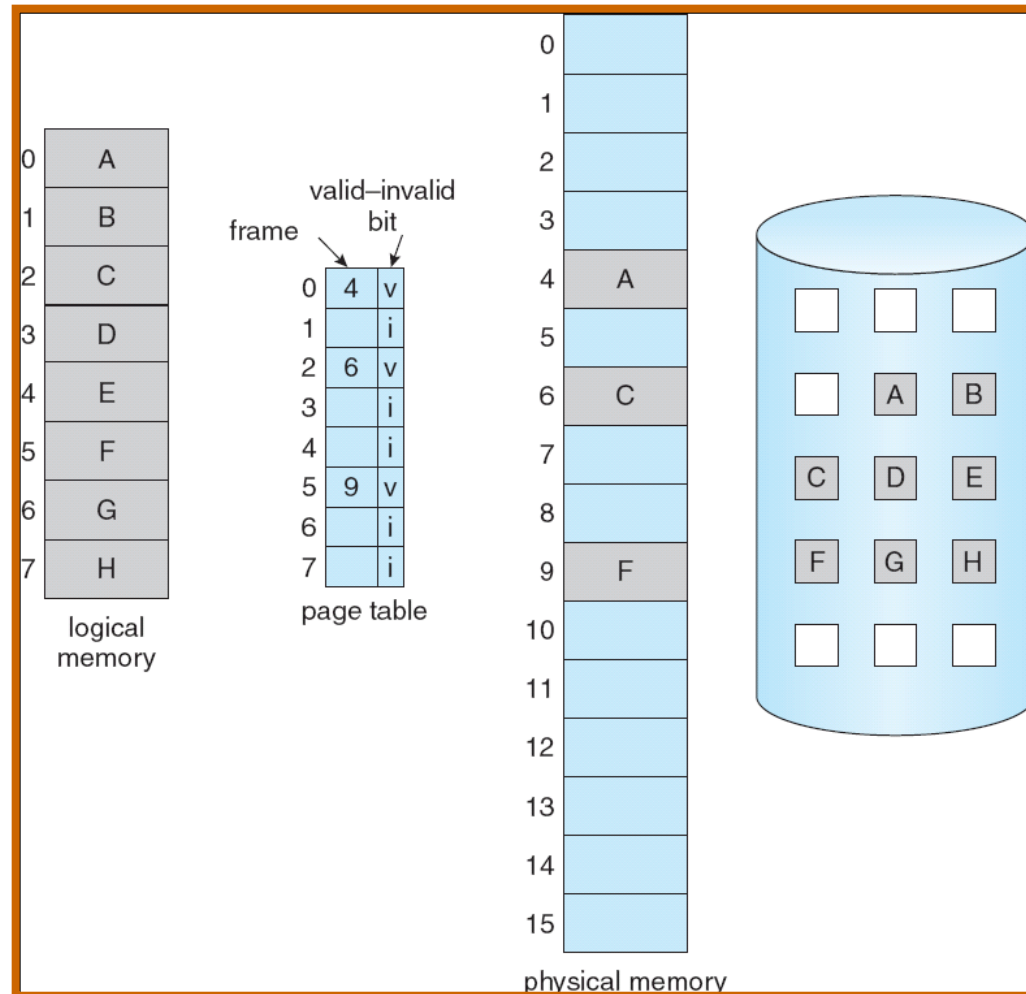 0 A
1 B
2 C
3 D
4 E
5 F
6 G
7 H
logical
memory
valid–invalid
bit
frame
0 4 v
1 i
2 6 v
3 i
4 i
5 9 v
6 i
7 i
page table
0
1
2
3
4 A
5
6 C
7
8
9 F
10
11
12
13
14
15
physical memory
A B
C D E
F G H